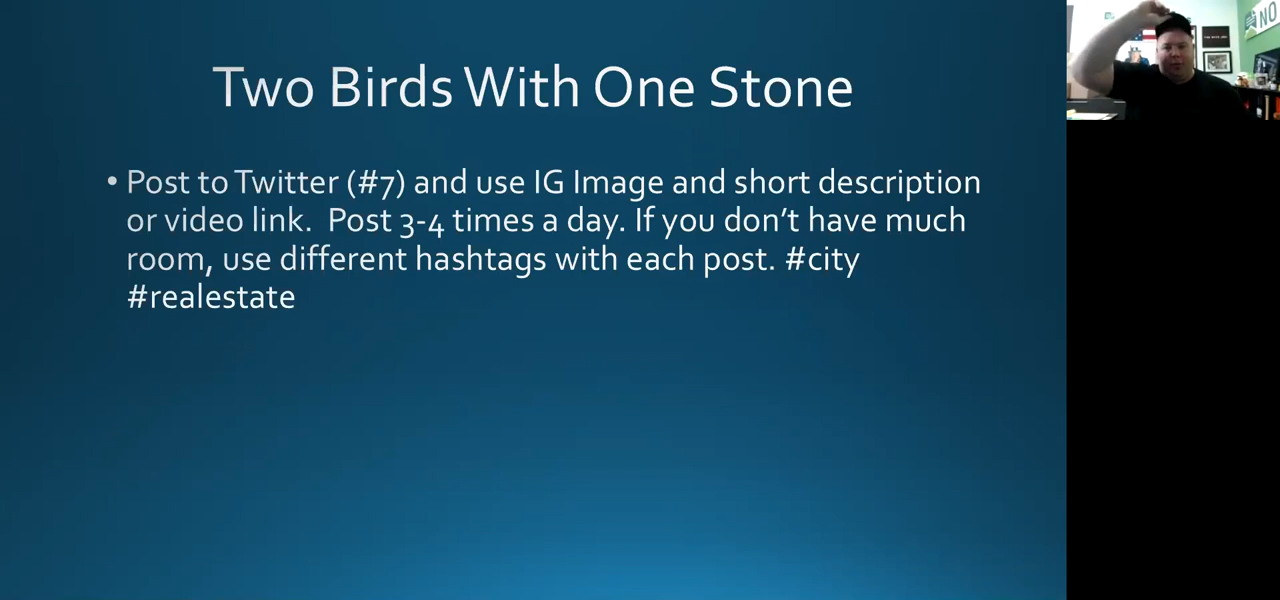 Two Birds With One Stone
• Post to Twitter (#7) and use IG Image and short description
or video link.  Post 3-4 times a day. If you don’t have much
room, use different hashtags with each post. #city
#realestate
NO